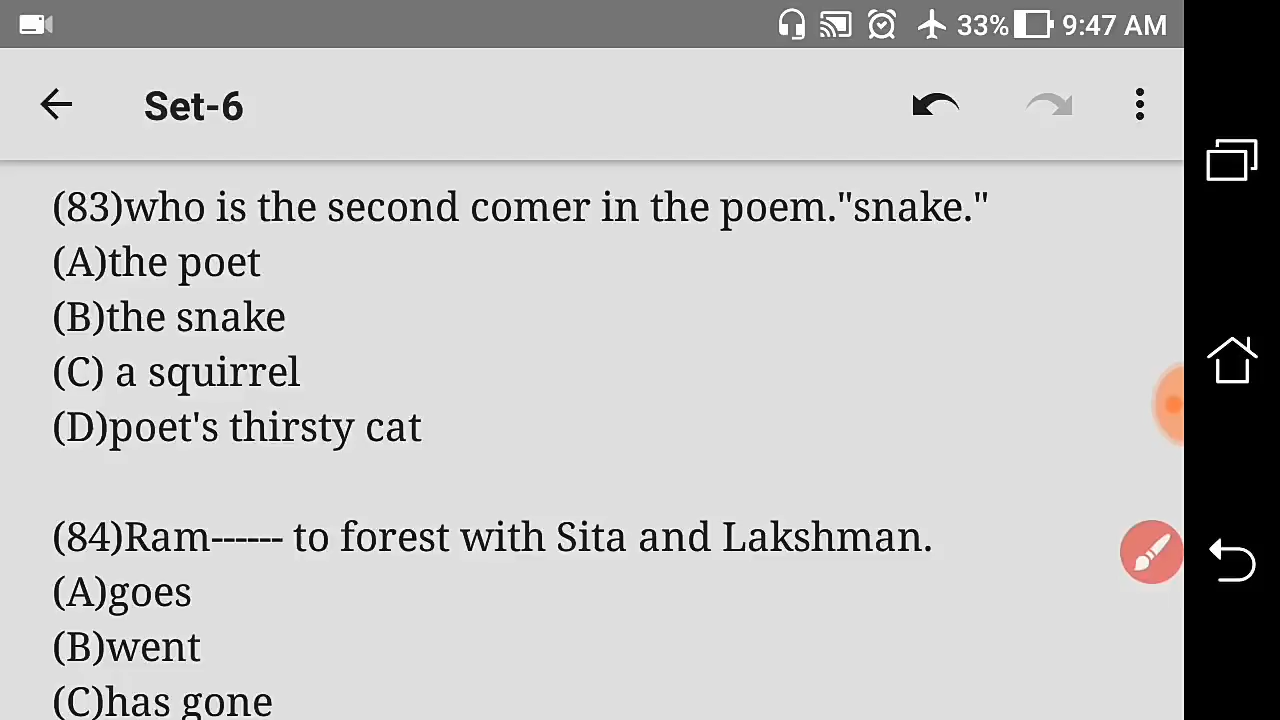 33% 9:47 AM
Set-6
(83)who is the second comer in the poem."snake."
(A)the poet
(B)the snake
(C) a squirrel
(D)poet's thirsty cat
(84)Ram------ to forest with Sita and Lakshman.
(A)goes
(B)went
(C)has gone